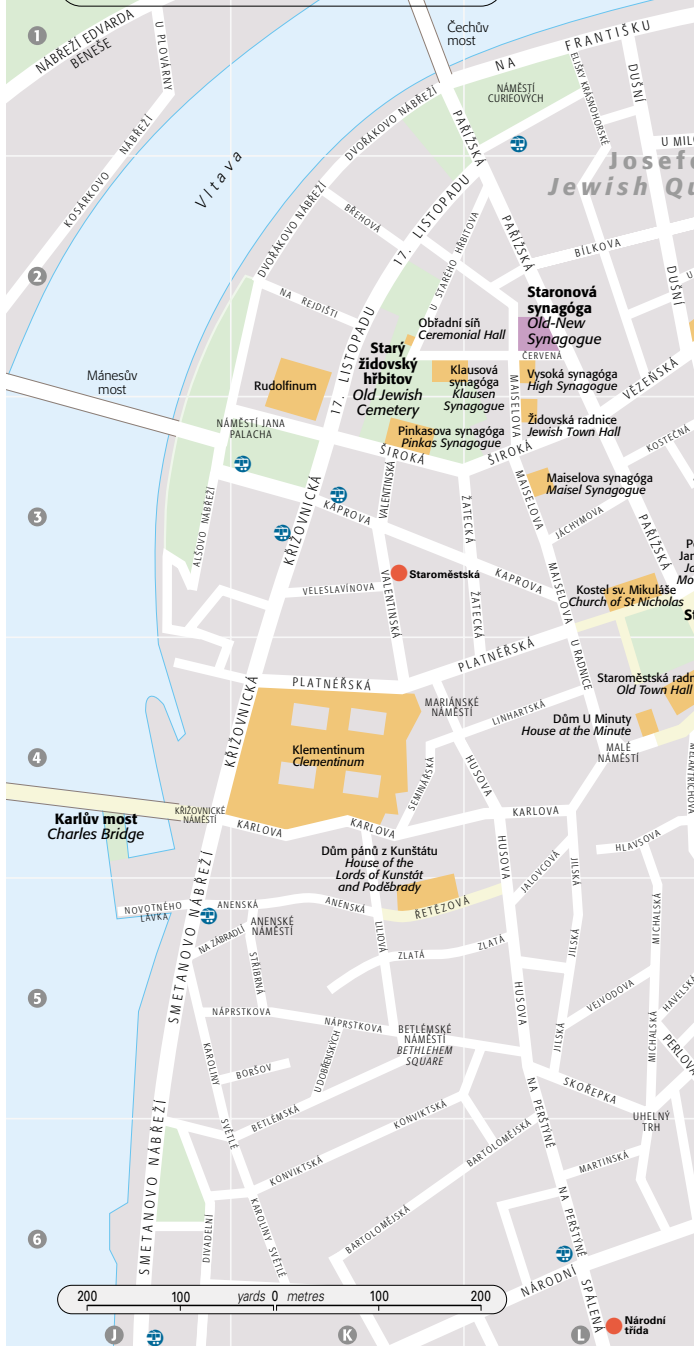 1
NÁBŘEŽÍ EDVARDA
BENEŠE
U PLOVÁRNY
Čechův
most
NA FRANTIŠKU
ELIŠKY KRÁSNOHORSKÉ
DUŠNÍ
NÁMĚSTÍ
CURIEOVÝCH
KOSÁRKOVO NÁBŘEŽÍ
Vltava
DVOŘÁKOVO NÁBŘEŽÍ
PAŘÍŽSKÁ
Jewish
BŘEHOVÁ
17. LISTOPADU
U STARÉHO HŘBITOVA
PAŘÍŽSKÁ
BÍLKOVA
DUŠNÍ
2
DVOŘÁKOVO NÁBŘEŽÍ
NA REJDIŠTI
Staronová
synagóga
Old-New
Synagogue
Obřadní síň
Ceremonial Hall
Starý
židovský
hřbitov
Old Jewish
Cemetery
ČERVENÁ
Klausová
synagóga
Klausen
Synagogue
Vysoká synagóga
High Synagogue
VĚZEŇSKÁ
Mánesův
most
Rudolfinum
17. LISTOPADU
MAISELOVA
Židovská radnice
Jewish Town Hall
NÁMĚSTÍ JANA
PALACHA
Pinkasova synagóga
Pinkas Synagogue
ŠIROKÁ
ŠIROKÁ
KOSTEČNÁ
3
ALŠOVO NÁBŘEŽÍ
KŘIŽOVNICKÁ
KAPROVA
VALENTINSKÁ
ŽATECKÁ
MAISELOVA
Maiselova synagóga
Maisel Synagogue
JÁCHYMOVA
PAŘÍŽSKÁ
VELESLAVÍNOVA
VALENTINSKÁ
Staroměstská
KAPROVA
ŽATECKÁ
MAISELOVA
Kostel sv. Mikuláše
Church of St Nicholas
PLATNÉŘSKÁ
PLATNÉŘSKÁ
U RADNICE
KŘIŽOVNICKÁ
MARIÁNSKÉ
NÁMĚSTÍ
LINHARTSKÁ
Staroměstská
Old Town Hall
Dům U Minuty
House at the Minute
MALÉ
NÁMĚSTÍ
MELANTRICHOVA
4
Klementinum
Clementinum
SEMINÁŘSKÁ
HUSOVA
Karlův most
Charles Bridge
KŘIŽOVNICKÉ
NÁMĚSTÍ
KARLOVA
KARLOVA
KARLOVA
HLAVSOVA
Dům pánů z Kunštátu
House of the
Lords of Kunstát
and Poděbrady
HUSOVA
JALOVCOVÁ
JILSKÁ
MICHALSKÁ
NOVOTNÉHO
LÁVKA
ANENSKÁ
ANENSKÁ
ŘETĚZOVÁ
ANENSKÉ
NÁMĚSTÍ
NA ZÁBRADLÍ
STŘÍBRNÁ
LILIOVÁ
ZLATÁ
ZLATÁ
JILSKÁ
SMETANOVO NÁBŘEŽÍ
5
NÁPRSTKOVA
NÁPRSTKOVA
HUSOVA
VEJVODOVA
HAVELSKÁ
BETLÉMSKÉ
NÁMĚSTÍ
BETHLEHEM
SQUARE
JILSKÁ
MICHALSKÁ
PERLOVÁ
KAROLINY SVĚTLÉ
BORŠOV
UDOBŘENSKÝCH
SKOŘEPKA
BETLÉMSKÁ
KONVIKTSKÁ
NA PERŠTÝNĚ
UHELNÝ
TRH
SMETANOVO NÁBŘEŽÍ
KONVIKTSKÁ
BARTOLOMĚJSKÁ
MARTINSKÁ
6
DIVADELNÍ
KAROLINY SVĚTLÉ
BARTOLOMĚJSKÁ
NA PERŠTÝNĚ
NÁRODNÍ
SPÁLENÁ
200 100 yards 0 metres 100 200
Národní
třída
J
K
L